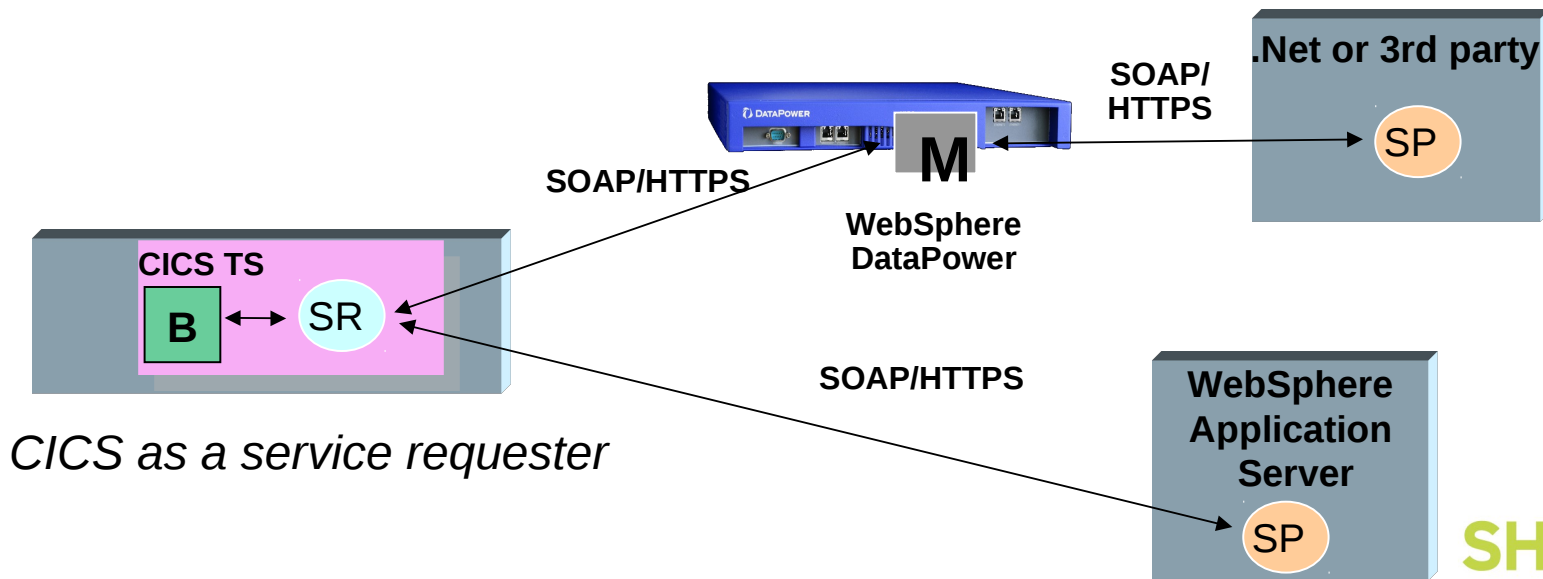 .Net or 3rd party
SOAP/
HTTPS
SP
DATAPOWER
M
SOAP/HTTPS
WebSphere
DataPower
CICS TS
B
SR
SOAP/HTTPS
CICS as a service requester
WebSphere
Application
Server
SP
SH